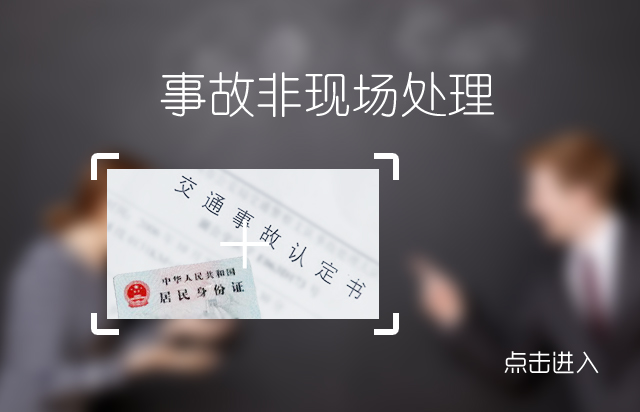 事故非现场处理
交通事故认定书
中华人民共和国
居民身份证
点击进入